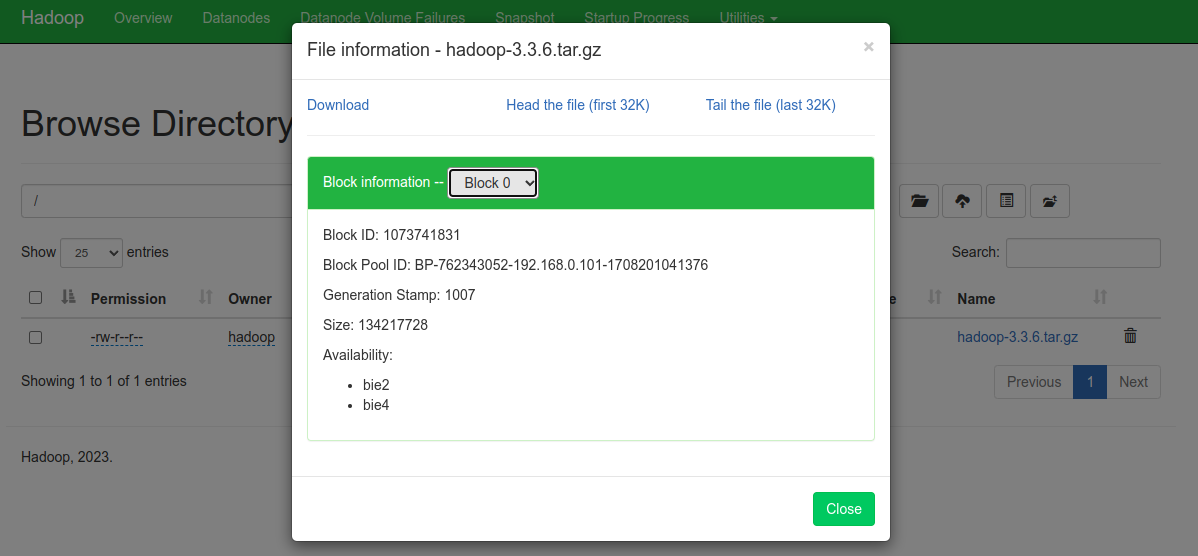 Hadoop Overview Datanodes Datanode Volume Failures Snapshot Startup Progress Utilities
File information - hadoop-3.3.6.tar.gz ×
Download Head the file (first 32K) Tail the file (last 32K)
Browse Directory
Block information -- Block 0
/
Block ID: 1073741831
Show 25 entries
Search:
Block Pool ID: BP-762343052-192.168.0.101-1708201041376
Generation Stamp: 1007
Permission Owner
Name
Size: 134217728
-rw-r--r-- hadoop
hadoop-3.3.6.tar.gz
Availability:
• bie2
• bie4
Showing 1 to 1 of 1 entries
Previous 1 Next
Hadoop, 2023.
Close